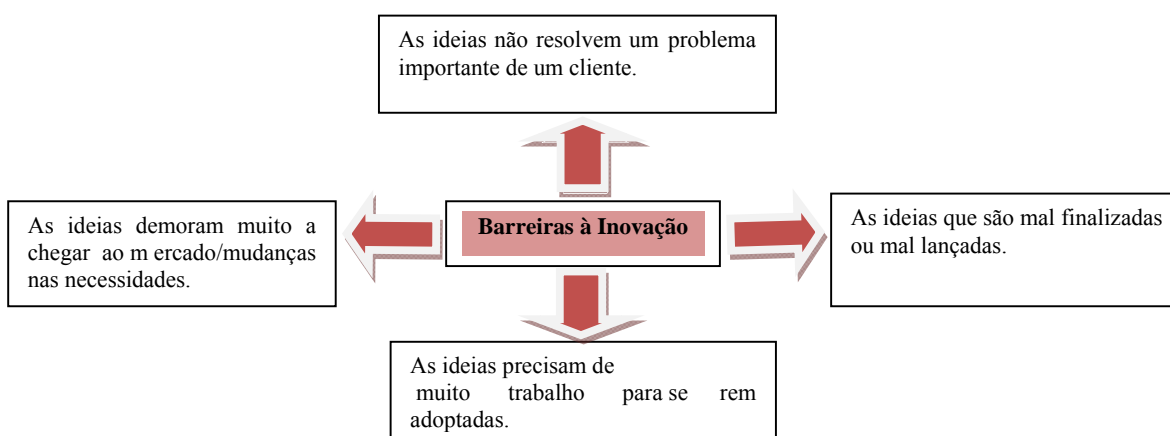 As ideias não resolvem um problema
importante de um cliente.
As ideias demoram muito a
chegar ao m ercado/mudanças
nas necessidades.
Barreiras à Inovação
As ideias que são mal finalizadas
ou mal lançadas.
As ideias precisam de
muito trabalho para se rem
adoptadas.